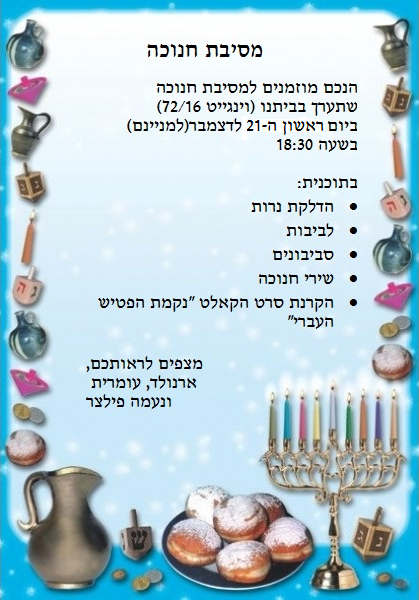 מסיבת חנוכה
הנכם מוזמנים למסיבת חנוכה
שתערך בביתנו (וינגייט 72/16)
ביום ראשון ה-21 לדצמבר(למניינם)
בשעה 18:30
בתוכנית:
• הדלקת נרות
• לביבות
• סביבונים
• שירי חנוכה
• הקרנת סרט הקאלט "נקמת הפטיש
העברי"
מצפים לראותכם,
ארנולד, עומרית
ונעמה פילצר